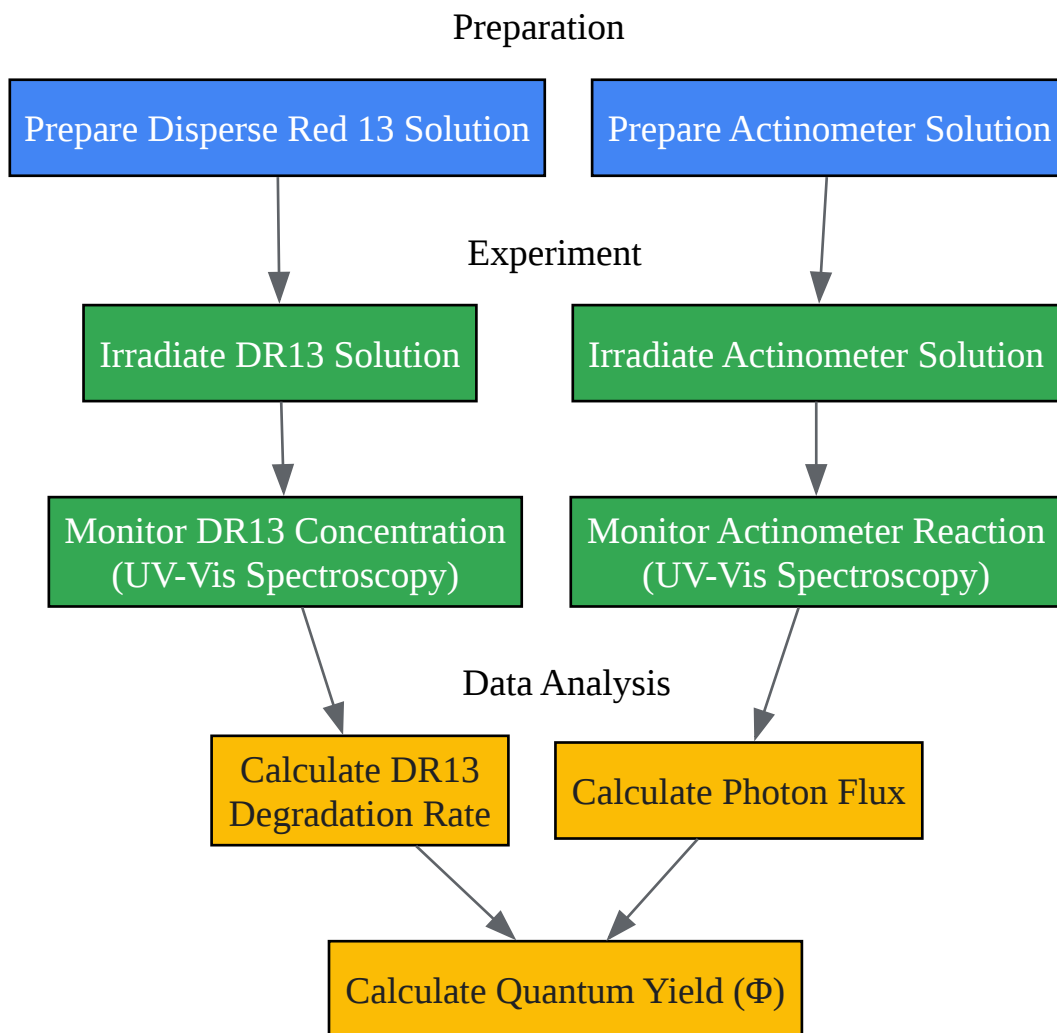 Preparation
Prepare Disperse Red 13 Solution
Prepare Actinometer Solution
Experiment
Irradiate DR13 Solution
Irradiate Actinometer Solution
Monitor DR13 Concentration
(UV-Vis Spectroscopy)
Monitor Actinometer Reaction
(UV-Vis Spectroscopy)
Data Analysis
Calculate DR13
Degradation Rate
Calculate Photon Flux
Calculate Quantum Yield (Φ)